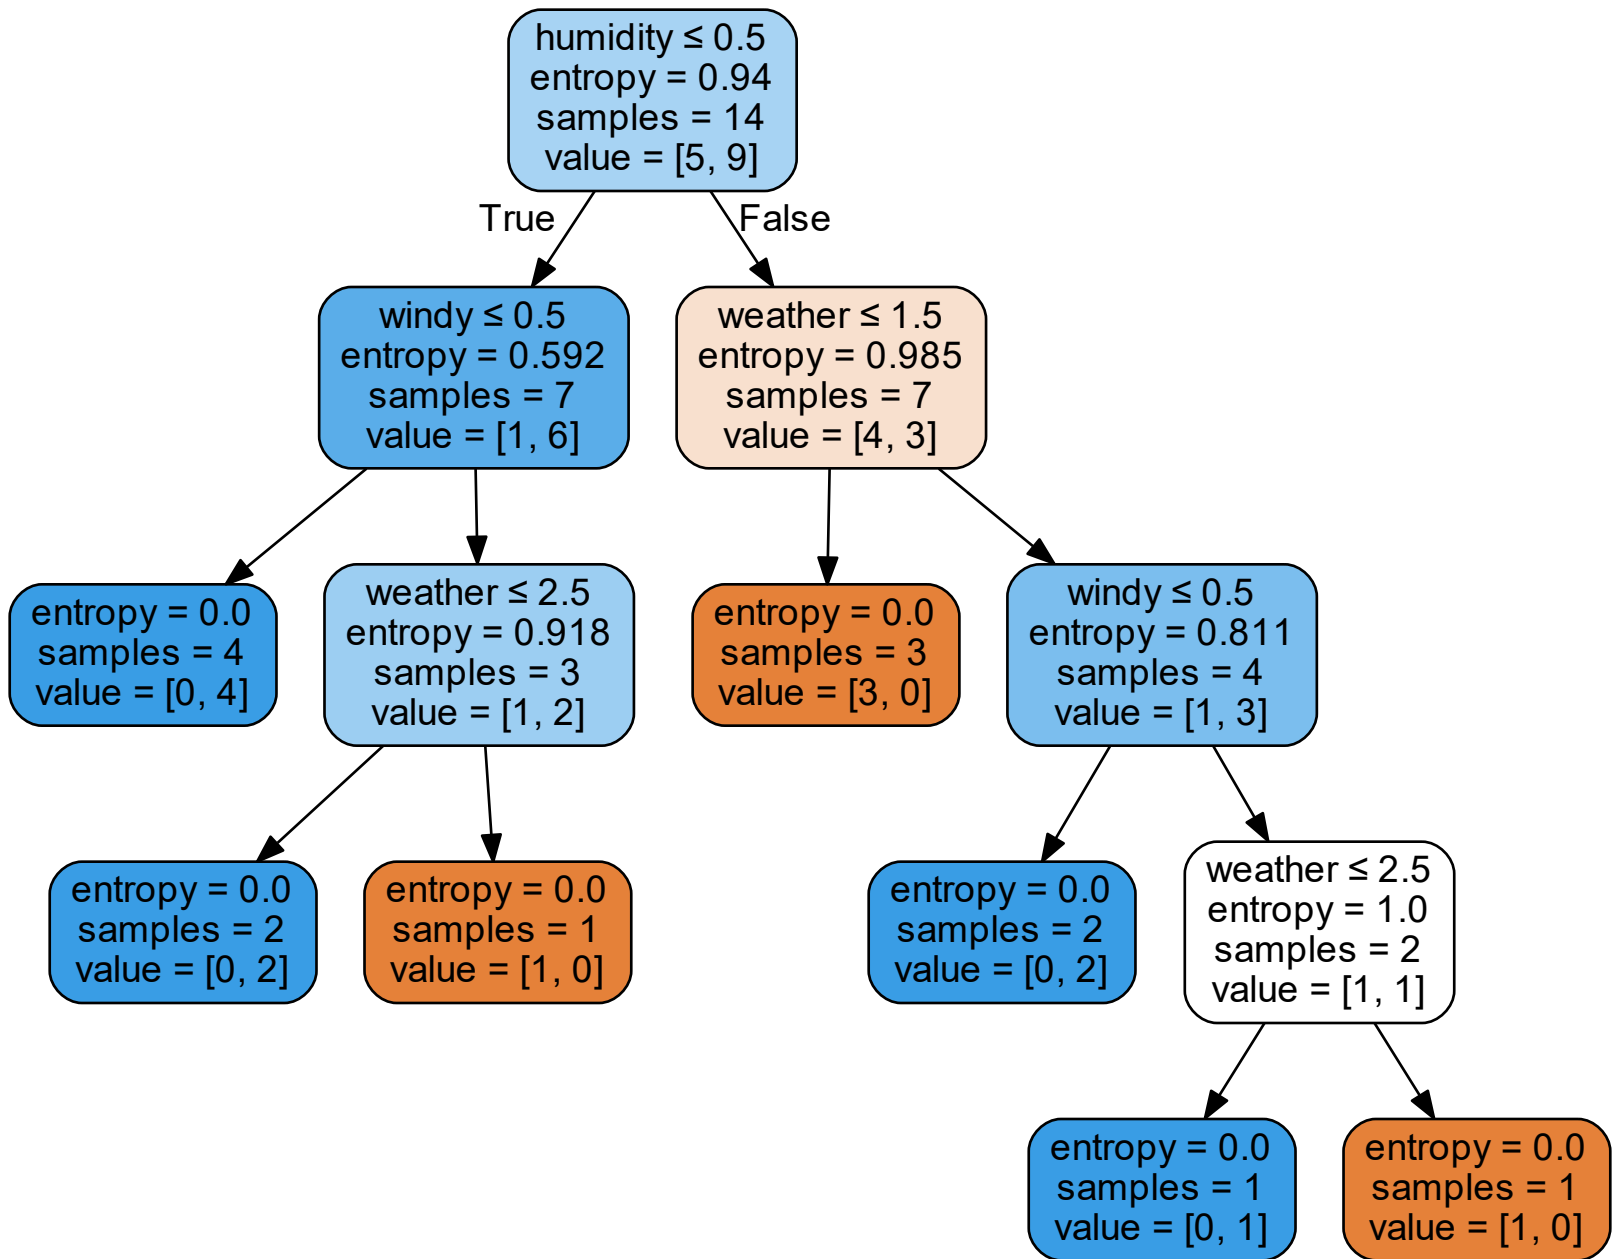 humidity ≤ 0.5
entropy = 0.94
samples = 14
value = [5, 9]
True
False
windy ≤ 0.5
entropy = 0.592
samples = 7
value = [1, 6]
weather ≤ 1.5
entropy = 0.985
samples = 7
value = [4, 3]
entropy = 0.0
samples = 4
value = [0, 4]
weather ≤ 2.5
entropy = 0.918
samples = 3
value = [1, 2]
entropy = 0.0
samples = 3
value = [3, 0]
windy ≤ 0.5
entropy = 0.811
samples = 4
value = [1, 3]
entropy = 0.0
samples = 2
value = [0, 2]
entropy = 0.0
samples = 1
value = [1, 0]
entropy = 0.0
samples = 2
value = [0, 2]
weather ≤ 2.5
entropy = 1.0
samples = 2
value = [1, 1]
entropy = 0.0
samples = 1
value = [0, 1]
entropy = 0.0
samples = 1
value = [1, 0]